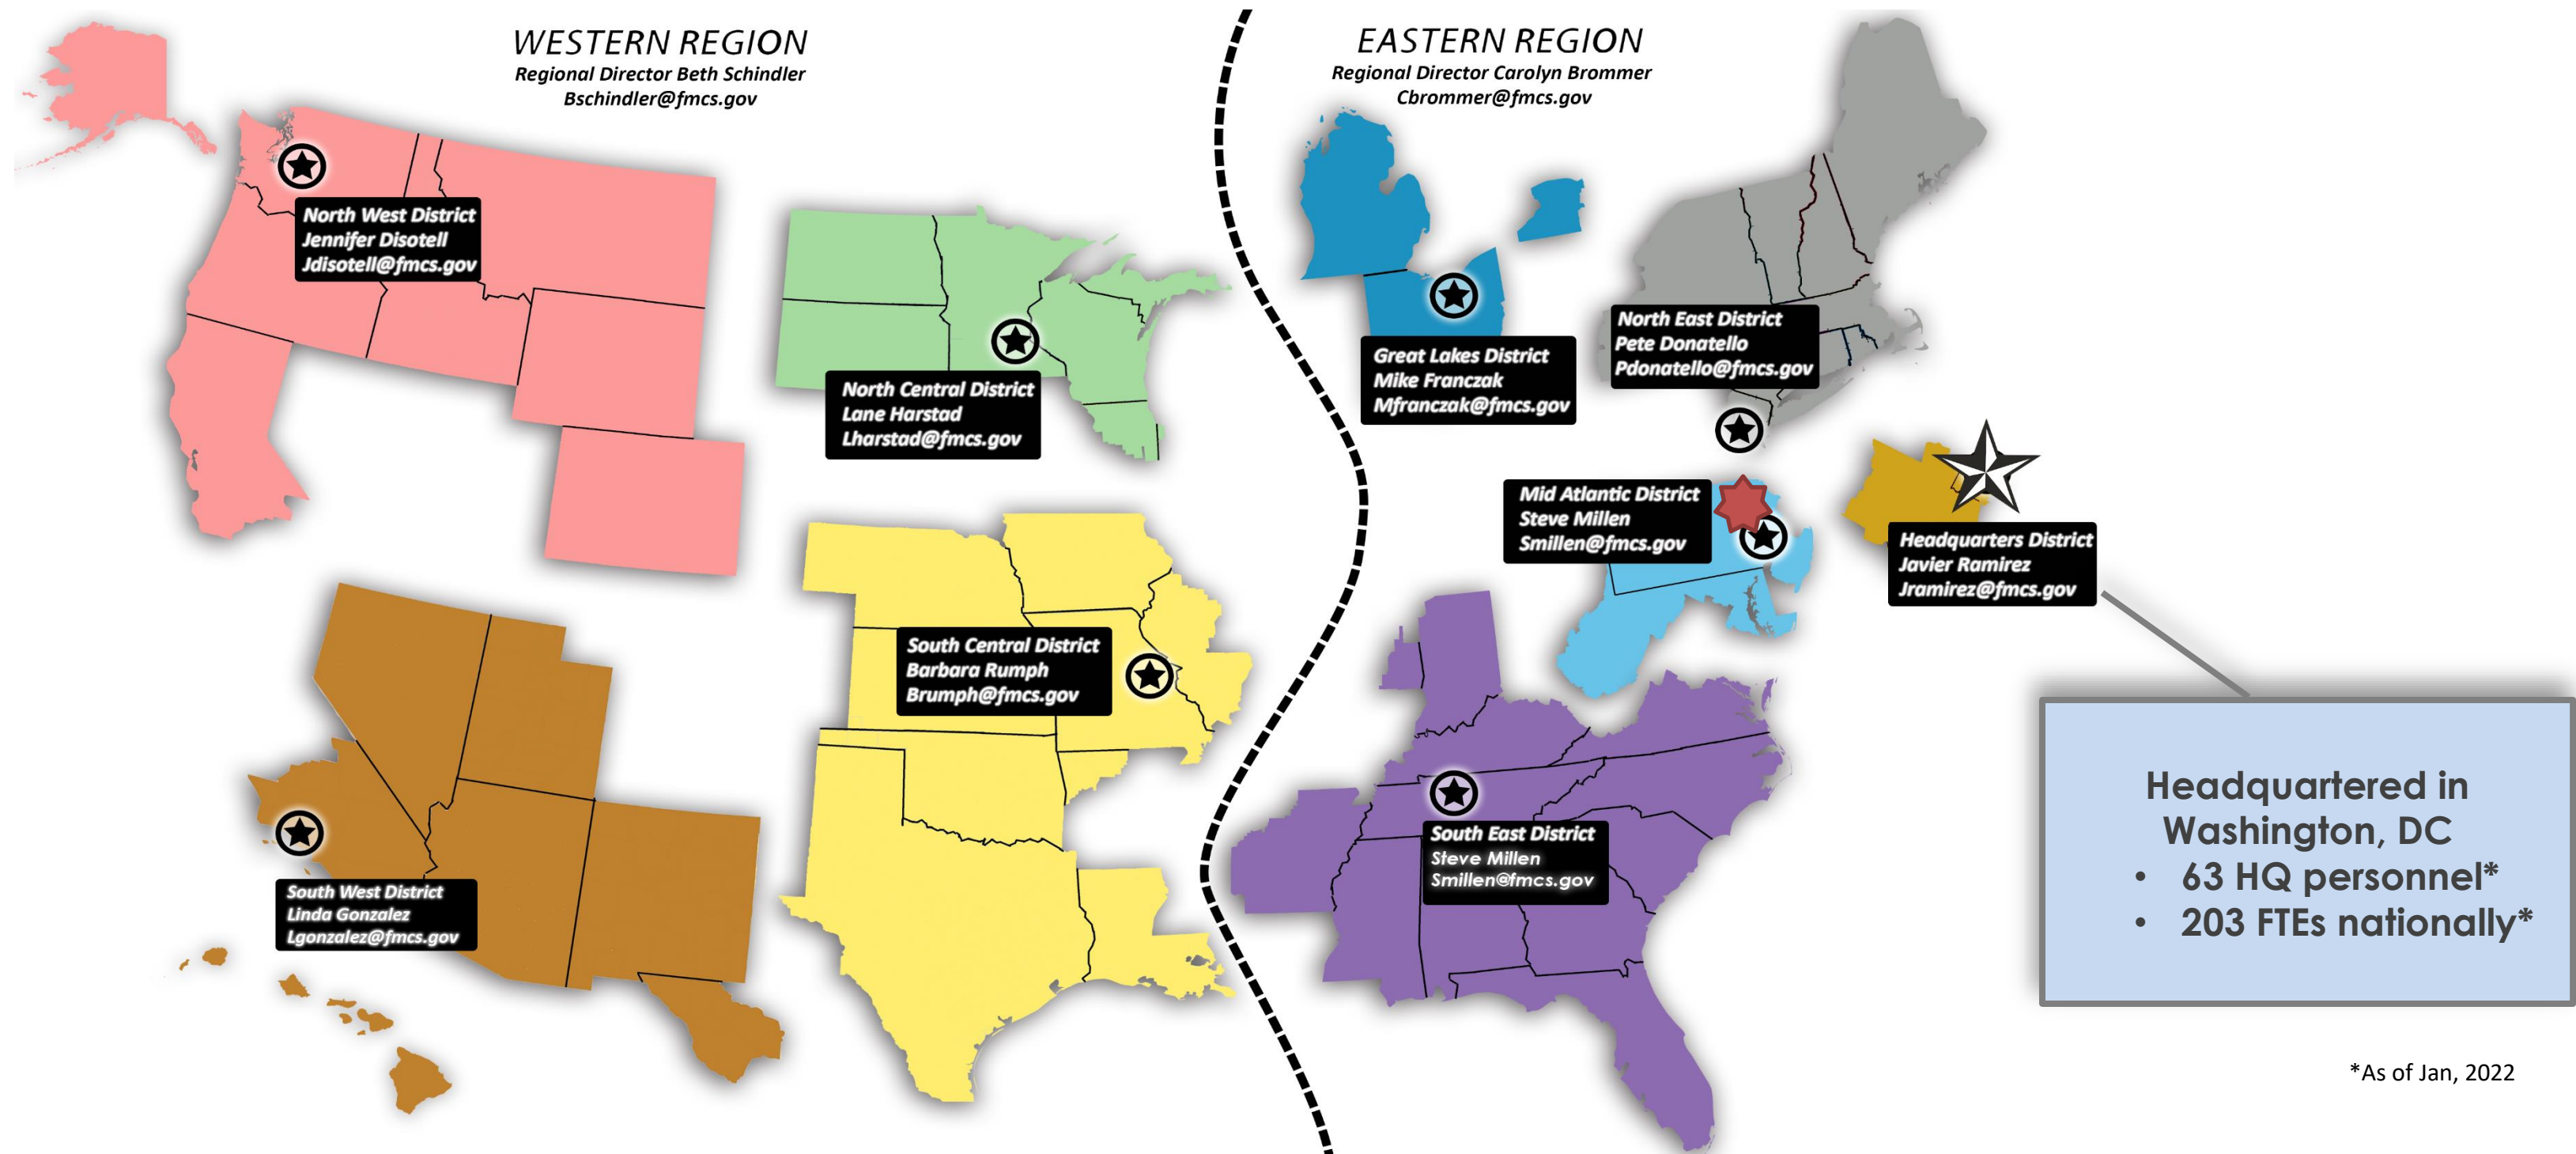 WESTERN REGION
Regional Director Beth Schindler
Bschindler@fmcs.gov
EASTERN REGION
Regional Director Carolyn Brommer
Cbrommer@fmcs.gov
North West District
Jennifer Disotell
Jdisotell@fmcs.gov
North Central District
Lane Harstad
Lharstad@fmcs.gov
Great Lakes District
Mike Franczak
Mfranczak@fmcs.gov
North East District
Pete Donatello
Pdonatello@fmcs.gov
Mid Atlantic District
Steve Millen
Smillen@fmcs.gov
Headquarters District
Javier Ramirez
Jramirez@fmcs.gov
South Central District
Barbara Rumph
Brumph@fmcs.gov
South West District
Linda Gonzalez
Lgonzalez@fmcs.gov
South East District
Steve Millen
Smillen@fmcs.gov
Headquartered in
Washington, DC
• 63 HQ personnel*
• 203 FTEs nationally*
*As of Jan, 2022